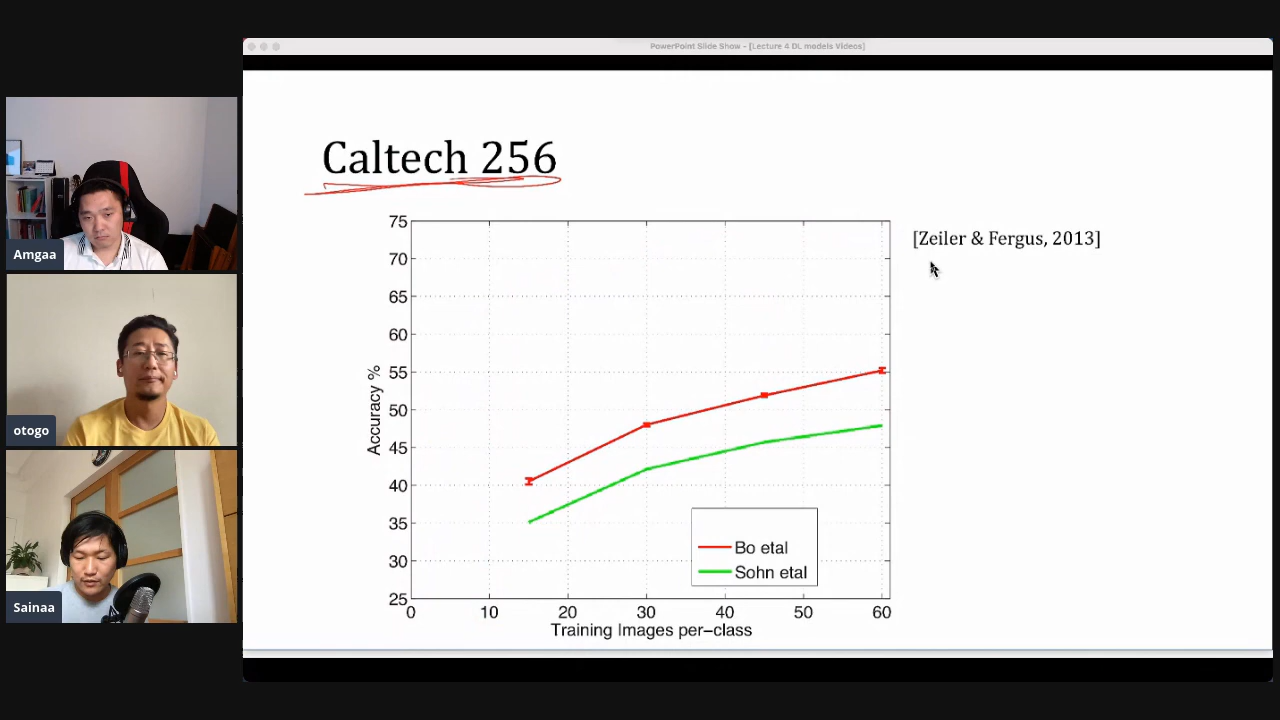 PowerPoint Slide Show - [Lecture 4 DL models Videos]
Caltech 256
[Zeiler & Fergus, 2013]
75
70
65
60
55
50
45
40
35
30
25
Accuracy %
0 10 20 30 40 50 60
Training Images per-class
Bo etal
Sohn etal
Amgaa
otogo
Sainaa